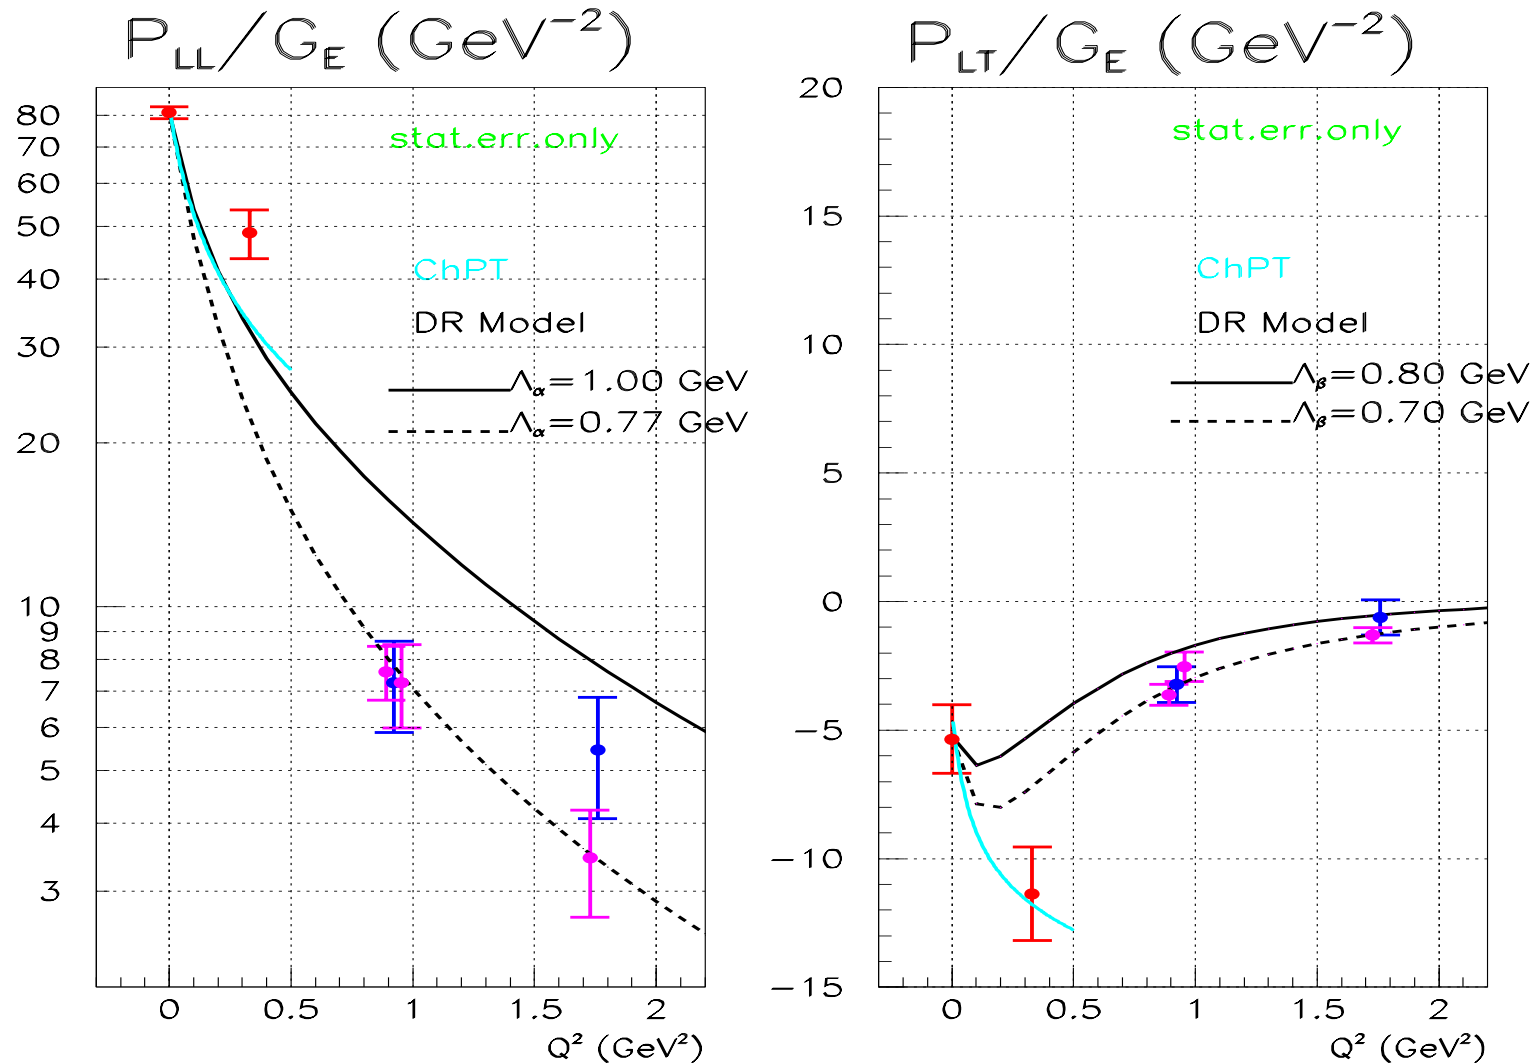 P_LL/G_E (GeV⁻²)
80
70
60
50
40
30
20
10
9
8
7
6
5
4
3
stat.err.only
ChPT
DR Model
Λ_α=1.00 GeV
Λ_α=0.77 GeV
0
0.5
1
1.5
2
Q² (GeV²)
P_LT/G_E (GeV⁻²)
20
15
10
5
0
−5
−10
−15
stat.err.only
ChPT
DR Model
Λ_β=0.80 GeV
Λ_β=0.70 GeV
0
0.5
1
1.5
2
Q² (GeV²)